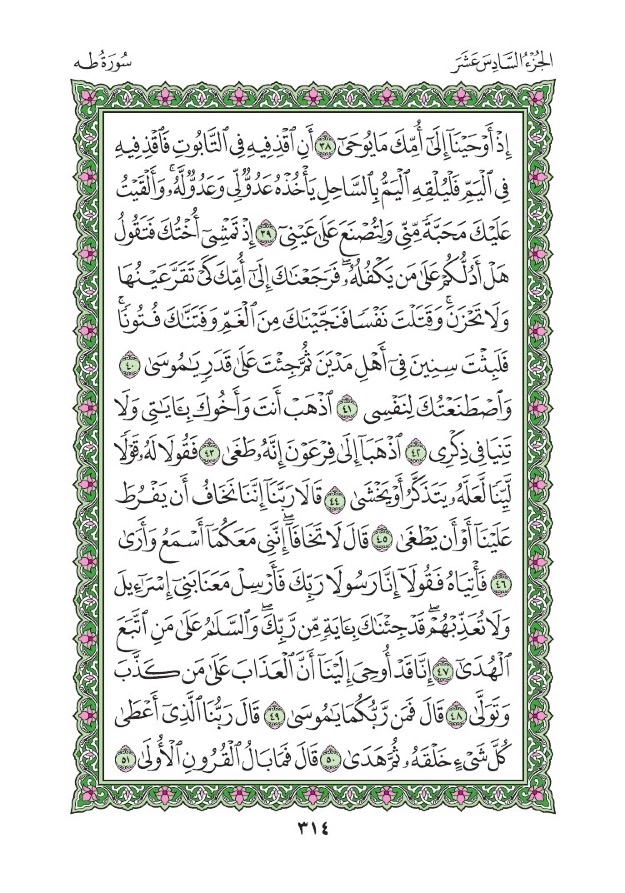 الجُزْءُ السَّادِسَ عَشَرَ
سُورَةُ طه
إِذْ أَوْحَيْنَآ إِلَىٰٓ أُمِّكَ مَا يُوحَىٰٓ ٣٨ أَنِ ٱقْذِفِيهِ فِي ٱلتَّابُوتِ فَٱقْذِفِيهِ
فِي ٱلْيَمِّ فَلْيُلْقِهِ ٱلْيَمُّ بِٱلسَّاحِلِ يَأْخُذْهُ عَدُوٌّ لِّي وَعَدُوٌّ لَّهُۥۚ وَأَلْقَيْتُ
عَلَيْكَ مَحَبَّةً مِّنِّي وَلِتُصْنَعَ عَلَىٰ عَيْنِيٓ ٣٩ إِذْ تَمْشِيٓ أُخْتُكَ فَتَقُولُ
هَلْ أَدُلُّكُمْ عَلَىٰ مَن يَكْفُلُهُۥۖ فَرَجَعْنَٰكَ إِلَىٰٓ أُمِّكَ كَيْ تَقَرَّ عَيْنُهَا
وَلَا تَحْزَنَۚ وَقَتَلْتَ نَفْسًا فَنَجَّيْنَٰكَ مِنَ ٱلْغَمِّ وَفَتَنَّٰكَ فُتُونًاۚ
فَلَبِثْتَ سِنِينَ فِيٓ أَهْلِ مَدْيَنَ ثُمَّ جِئْتَ عَلَىٰ قَدَرٍ يَٰمُوسَىٰ ٤٠
وَٱصْطَنَعْتُكَ لِنَفْسِي ٤١ ٱذْهَبْ أَنتَ وَأَخُوكَ بِـَٔايَٰتِي وَلَا
تَنِيَا فِي ذِكْرِي ٤٢ ٱذْهَبَآ إِلَىٰ فِرْعَوْنَ إِنَّهُۥ طَغَىٰ ٤٣ فَقُولَا لَهُۥ قَوْلًا
لَّيِّنًا لَّعَلَّهُۥ يَتَذَكَّرُ أَوْ يَخْشَىٰ ٤٤ قَالَا رَبَّنَآ إِنَّنَا نَخَافُ أَن يَفْرُطَ
عَلَيْنَآ أَوْ أَن يَطْغَىٰ ٤٥ قَالَ لَا تَخَافَآۖ إِنَّنِي مَعَكُمَآ أَسْمَعُ وَأَرَىٰ
٤٦ فَأْتِيَاهُ فَقُولَآ إِنَّا رَسُولَا رَبِّكَ فَأَرْسِلْ مَعَنَا بَنِيٓ إِسْرَٰٓءِيلَ
وَلَا تُعَذِّبْهُمْۖ قَدْ جِئْنَٰكَ بِـَٔايَةٍ مِّن رَّبِّكَۖ وَٱلسَّلَٰمُ عَلَىٰ مَنِ ٱتَّبَعَ
ٱلْهُدَىٰٓ ٤٧ إِنَّا قَدْ أُوحِيَ إِلَيْنَآ أَنَّ ٱلْعَذَابَ عَلَىٰ مَن كَذَّبَ
وَتَوَلَّىٰ ٤٨ قَالَ فَمَن رَّبُّكُمَا يَٰمُوسَىٰ ٤٩ قَالَ رَبُّنَا ٱلَّذِيٓ أَعْطَىٰ
كُلَّ شَيْءٍ خَلْقَهُۥ ثُمَّ هَدَىٰ ٥٠ قَالَ فَمَا بَالُ ٱلْقُرُونِ ٱلْأُولَىٰ ٥١
٣١٤